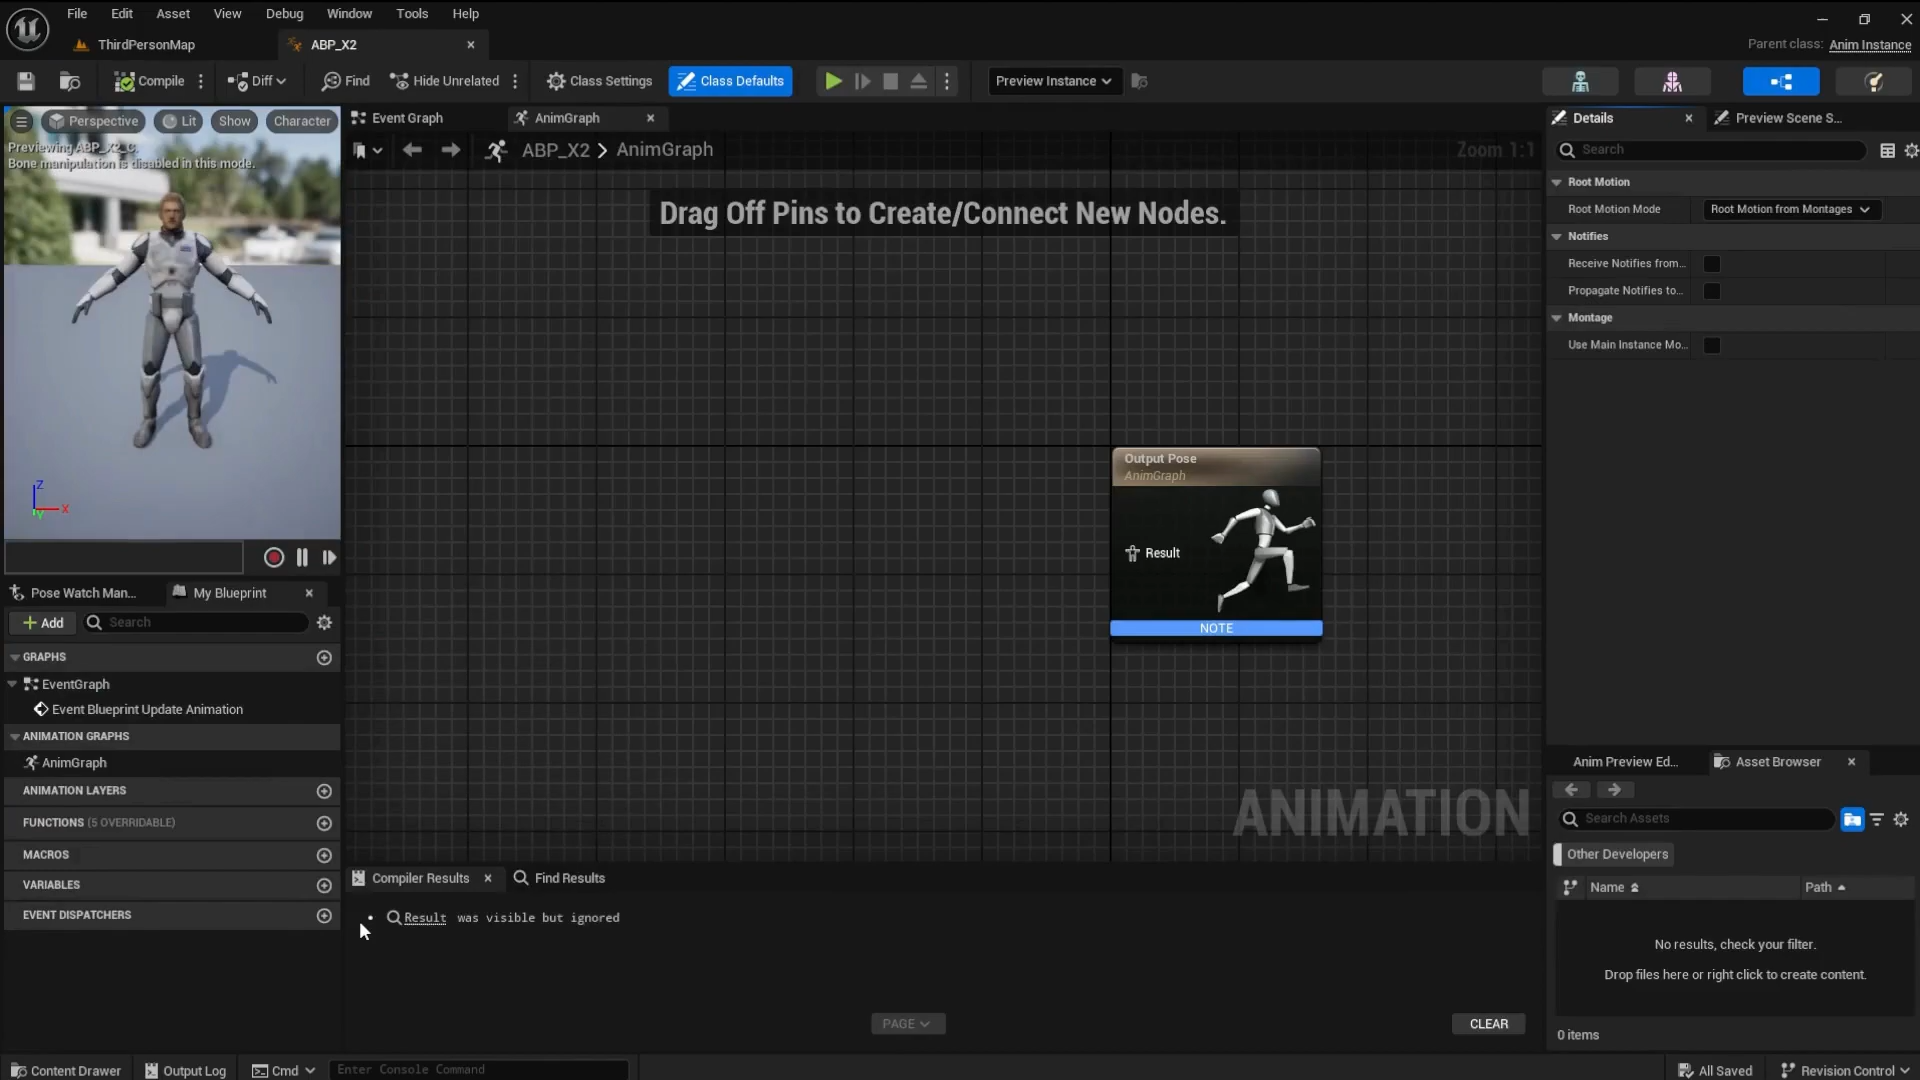 File Edit Asset View Debug Window Tools Help
ThirdPersonMap
ABP_X2
Parent class: Anim Instance
Compile
Diff
Find
Hide Unrelated
Class Settings
Class Defaults
Preview Instance
Perspective
Lit
Show
Character
Previewing ABP_X2_C.
Bone manipulation is disabled in this mode.
Z
X
Y
Pose Watch Man...
My Blueprint
Add
Search
GRAPHS
EventGraph
Event Blueprint Update Animation
ANIMATION GRAPHS
AnimGraph
ANIMATION LAYERS
FUNCTIONS (5 OVERRIDABLE)
MACROS
VARIABLES
EVENT DISPATCHERS
Event Graph
AnimGraph
ABP_X2 > AnimGraph
Zoom 1:1
Drag Off Pins to Create/Connect New Nodes.
Output Pose
AnimGraph
Result
NOTE
ANIMATION
Compiler Results
Find Results
Result was visible but ignored
PAGE
CLEAR
Details
Preview Scene S...
Search
Root Motion
Root Motion Mode
Root Motion from Montages
Notifies
Receive Notifies from...
Propagate Notifies to...
Montage
Use Main Instance Mo...
Anim Preview Ed...
Asset Browser
Search Assets
Other Developers
Name
Path
No results, check your filter.
Drop files here or right click to create content.
0 items
Content Drawer
Output Log
Cmd
Enter Console Command
All Saved
Revision Control